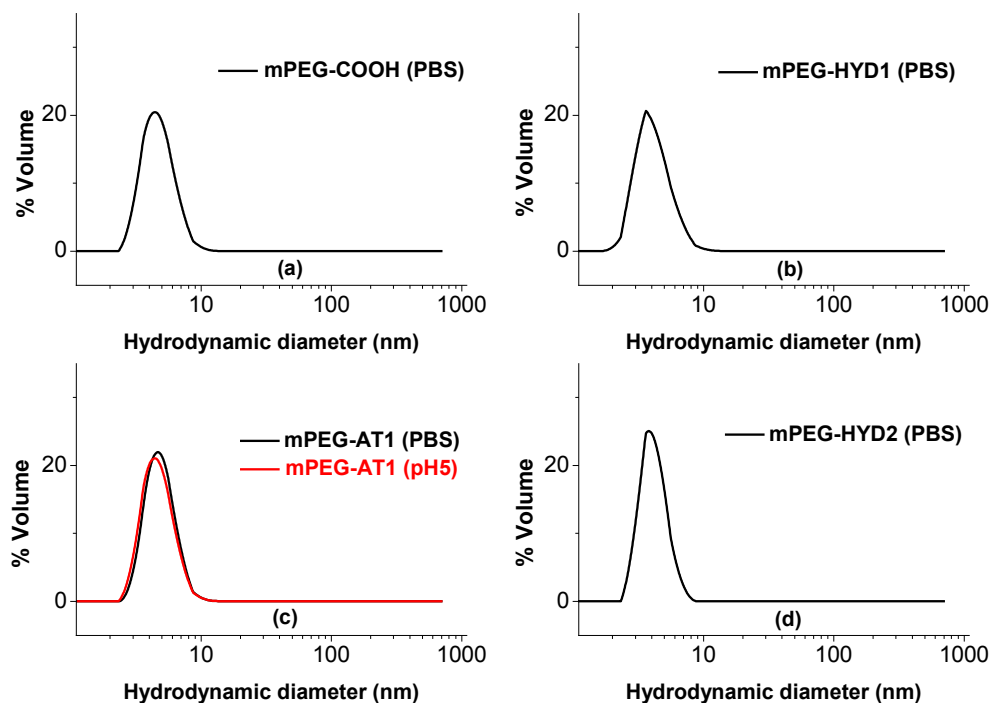 mPEG-COOH (PBS)
% Volume
20
0
(a)
10
100
1000
Hydrodynamic diameter (nm)
mPEG-HYD1 (PBS)
% Volume
20
0
(b)
10
100
1000
Hydrodynamic diameter (nm)
mPEG-AT1 (PBS)
mPEG-AT1 (pH5)
% Volume
20
0
(c)
10
100
1000
Hydrodynamic diameter (nm)
mPEG-HYD2 (PBS)
% Volume
20
0
(d)
10
100
1000
Hydrodynamic diameter (nm)